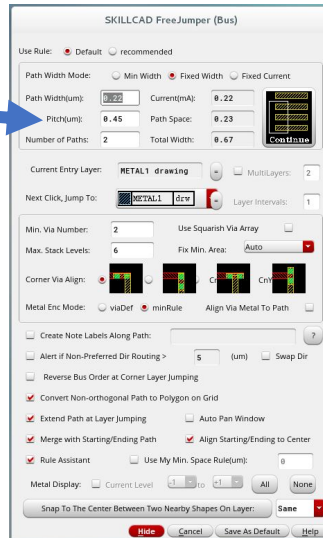 SKILLCAD FreeJumper (Bus)
Use Rule: Default recommended
Path Width Mode: Min Width Fixed Width Fixed Current
Path Width(um): 0.22 Current(mA): 0.22
Pitch(um): 0.45 Path Space: 0.23
Number of Paths: 2 Total Width: 0.67 Continue
Current Entry Layer: METAL1 drawing MultiLayers: 2
Next Click, Jump To: METAL1 drw Layer Intervals: 1
Min. Via Number: 2 Use Squarish Via Array
Max. Stack Levels: 6 Fix Min. Area: Auto
Corner Via Align: CnY
Metal Enc Mode: viaDef minRule Align Via Metal To Path
Create Note Labels Along Path: ?
Alert if Non-Preferred Dir Routing > 5 (um) Swap Dir
Reverse Bus Order at Corner Layer Jumping
Convert Non-orthogonal Path to Polygon on Grid
Extend Path at Layer Jumping Auto Pan Window
Merge with Starting/Ending Path Align Starting/Ending to Center
Rule Assistant Use My Min. Space Rule(um): 0
Metal Display: Current Level -1 to +1 All None
Snap To The Center Between Two Nearby Shapes On Layer: Same
Hide Cancel Save As Default Help